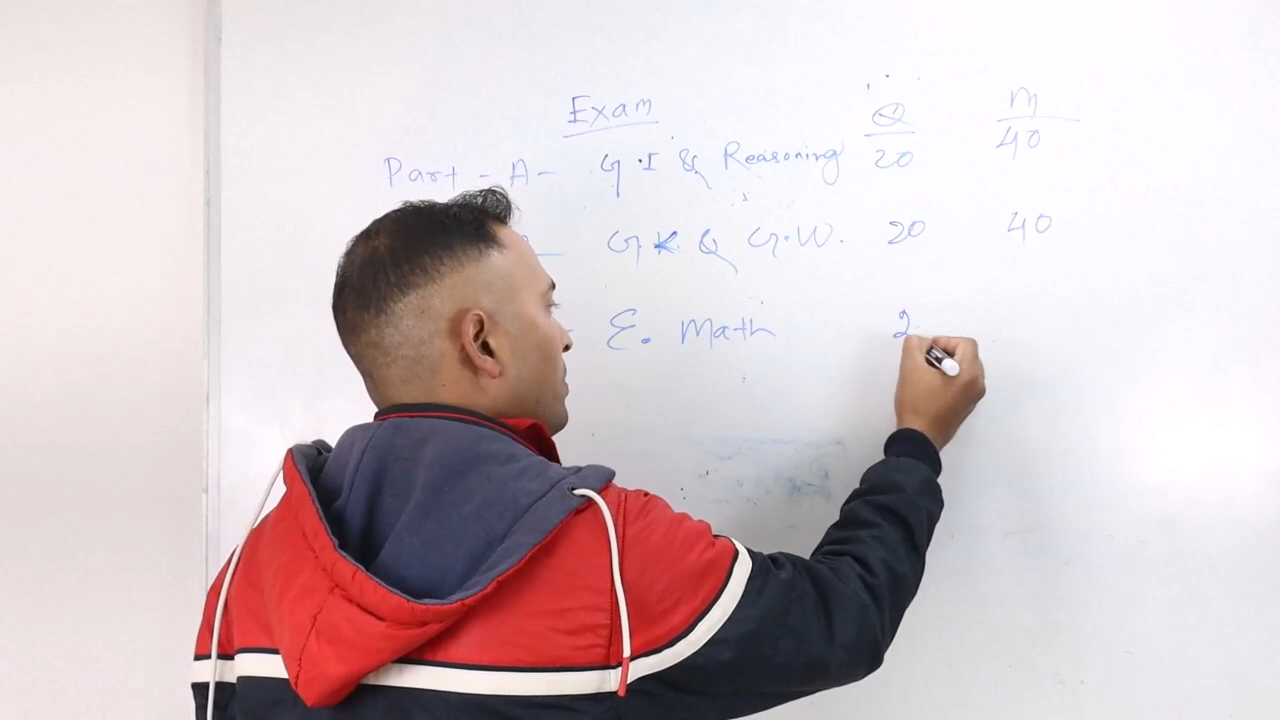 Exam Q M
Part - A - G.I & Reasoning 20 40
G.K & G.W. 20 40
E. Math 2